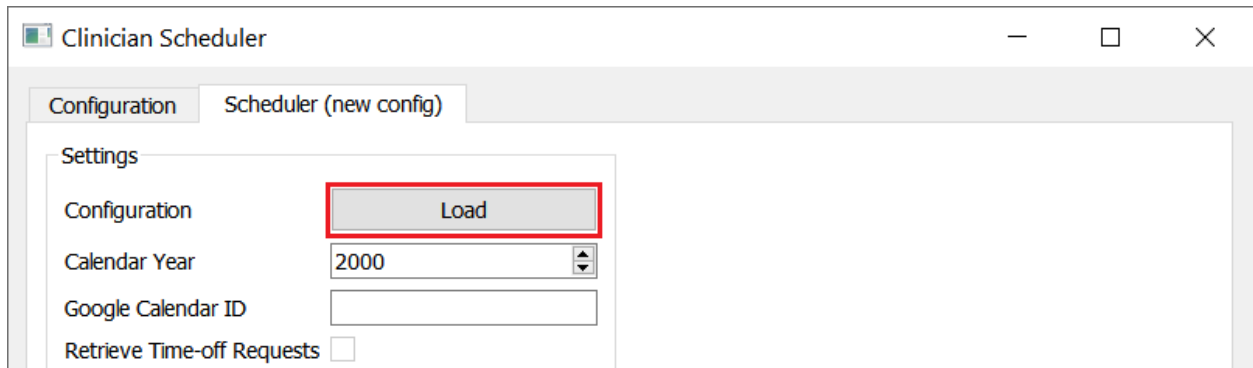 Clinician Scheduler
Configuration Scheduler (new config)
Settings
Configuration Load
Calendar Year 2000
Google Calendar ID
Retrieve Time-off Requests